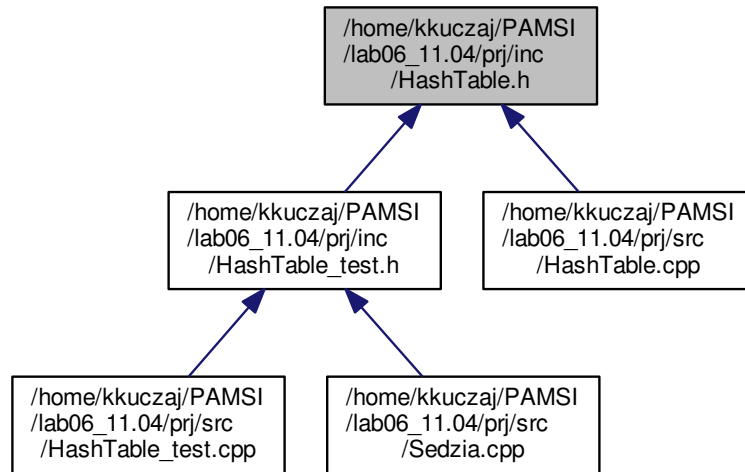 /home/kkuczaj/PAMSI
/lab06_11.04/prj/inc
/HashTable.h
/home/kkuczaj/PAMSI
/lab06_11.04/prj/inc
/HashTable_test.h
/home/kkuczaj/PAMSI
/lab06_11.04/prj/src
/HashTable.cpp
/home/kkuczaj/PAMSI
/lab06_11.04/prj/src
/HashTable_test.cpp
/home/kkuczaj/PAMSI
/lab06_11.04/prj/src
/Sedzia.cpp